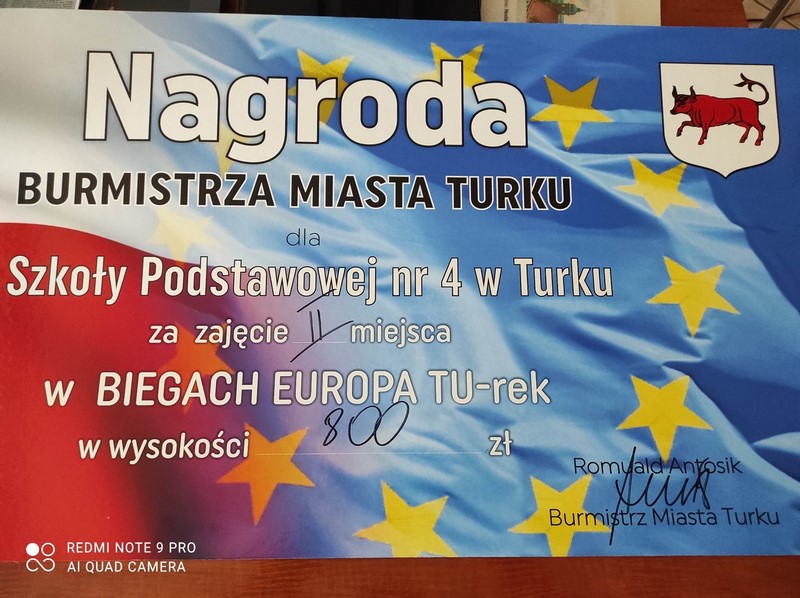 Nagroda
BURMISTRZA MIASTA TURKU
dla
Szkoły Podstawowej nr 4 w Turku
za zajęcie II miejsca
w BIEGACH EUROPA TU-rek
w wysokości 800 zł
Romuald Antosik
Burmistrz Miasta Turku
REDMI NOTE 9 PRO
AI QUAD CAMERA